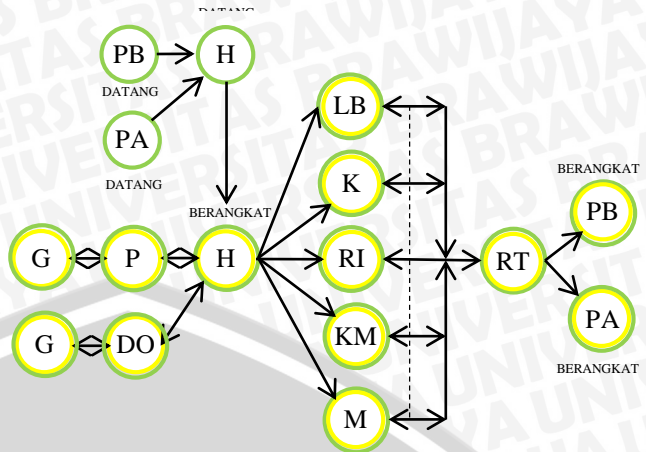 DATANG
PB
H
DATANG
PA
DATANG
LB
K
BERANGKAT
BERANGKAT
PB
G
P
H
RI
RT
G
DO
KM
PA
BERANGKAT
M